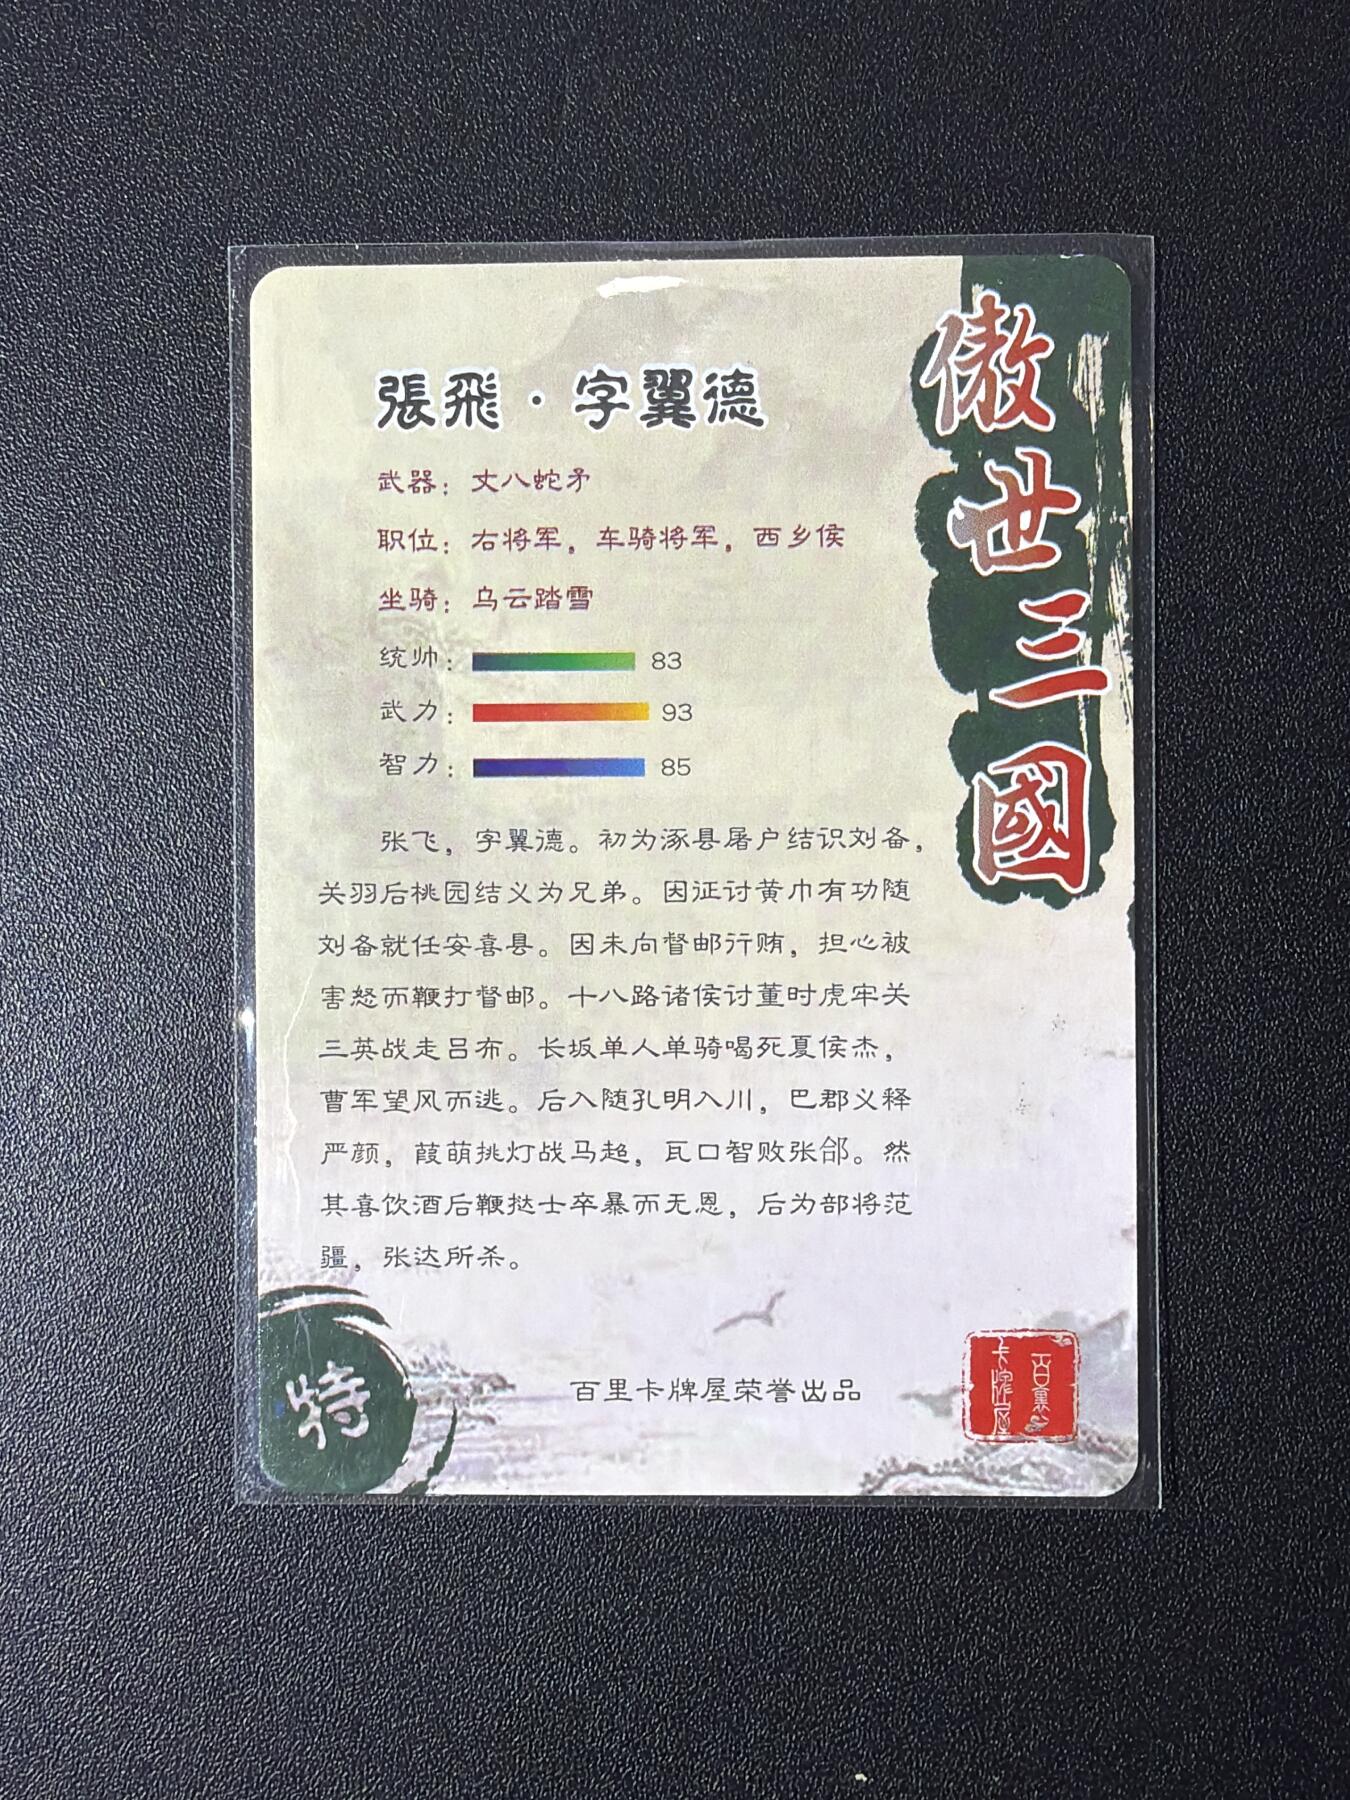 張飛·字翼德
武器：丈八蛇矛
职位：右将军，车骑将军，西乡侯
坐骑：乌云踏雪
统帅：83
武力：93
智力：85
张飞，字翼德。初为涿县屠户结识刘备，
关羽后桃园结义为兄弟。因征讨黄巾有功随
刘备就任安喜县。因未向督邮行贿，担心被
害怒而鞭打督邮。十八路诸侯讨董时虎牢关
三英战走吕布。长坂单人单骑喝死夏侯杰，
曹军望风而逃。后入随孔明入川，巴郡义释
严颜，葭萌挑灯战马超，瓦口智败张郃。然
其喜饮酒后鞭挞士卒暴而无恩，后为部将范
疆，张达所杀。
傲世三國
特
百里卡牌屋荣誉出品
百裏
卡牌屋